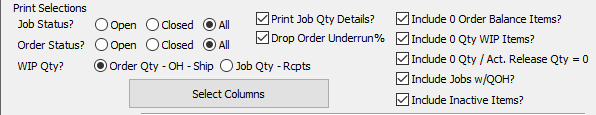 Print Selections
Job Status? Open Closed All
Order Status? Open Closed All
WIP Qty? Order Qty - OH - Ship Job Qty - Rcpts
Select Columns
Print Job Qty Details?
Drop Order Underrun%
Include 0 Order Balance Items?
Include 0 Qty WIP Items?
Include 0 Qty / Act. Release Qty = 0
Include Jobs w/QOH?
Include Inactive Items?